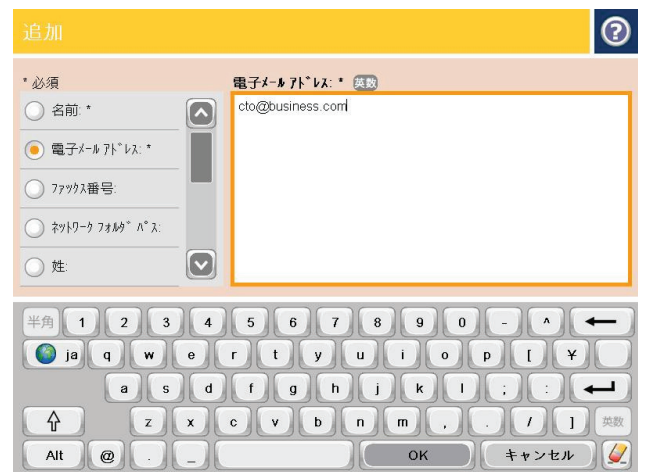 追加
?
* 必須
電子ﾒｰﾙ ｱﾄﾞﾚｽ: * 英数
名前: *
電子ﾒｰﾙ ｱﾄﾞﾚｽ: *
ﾌｧｯｸｽ番号:
ﾈｯﾄﾜｰｸ ﾌｫﾙﾀﾞ ﾊﾟｽ:
姓:
cto@business.com
半角 1 2 3 4 5 6 7 8 9 0 - ^
ja q w e r t y u i o p [ ¥
a s d f g h j k l ; :
z x c v b n m , . / ] 英数
Alt @ . _ OK キャンセル